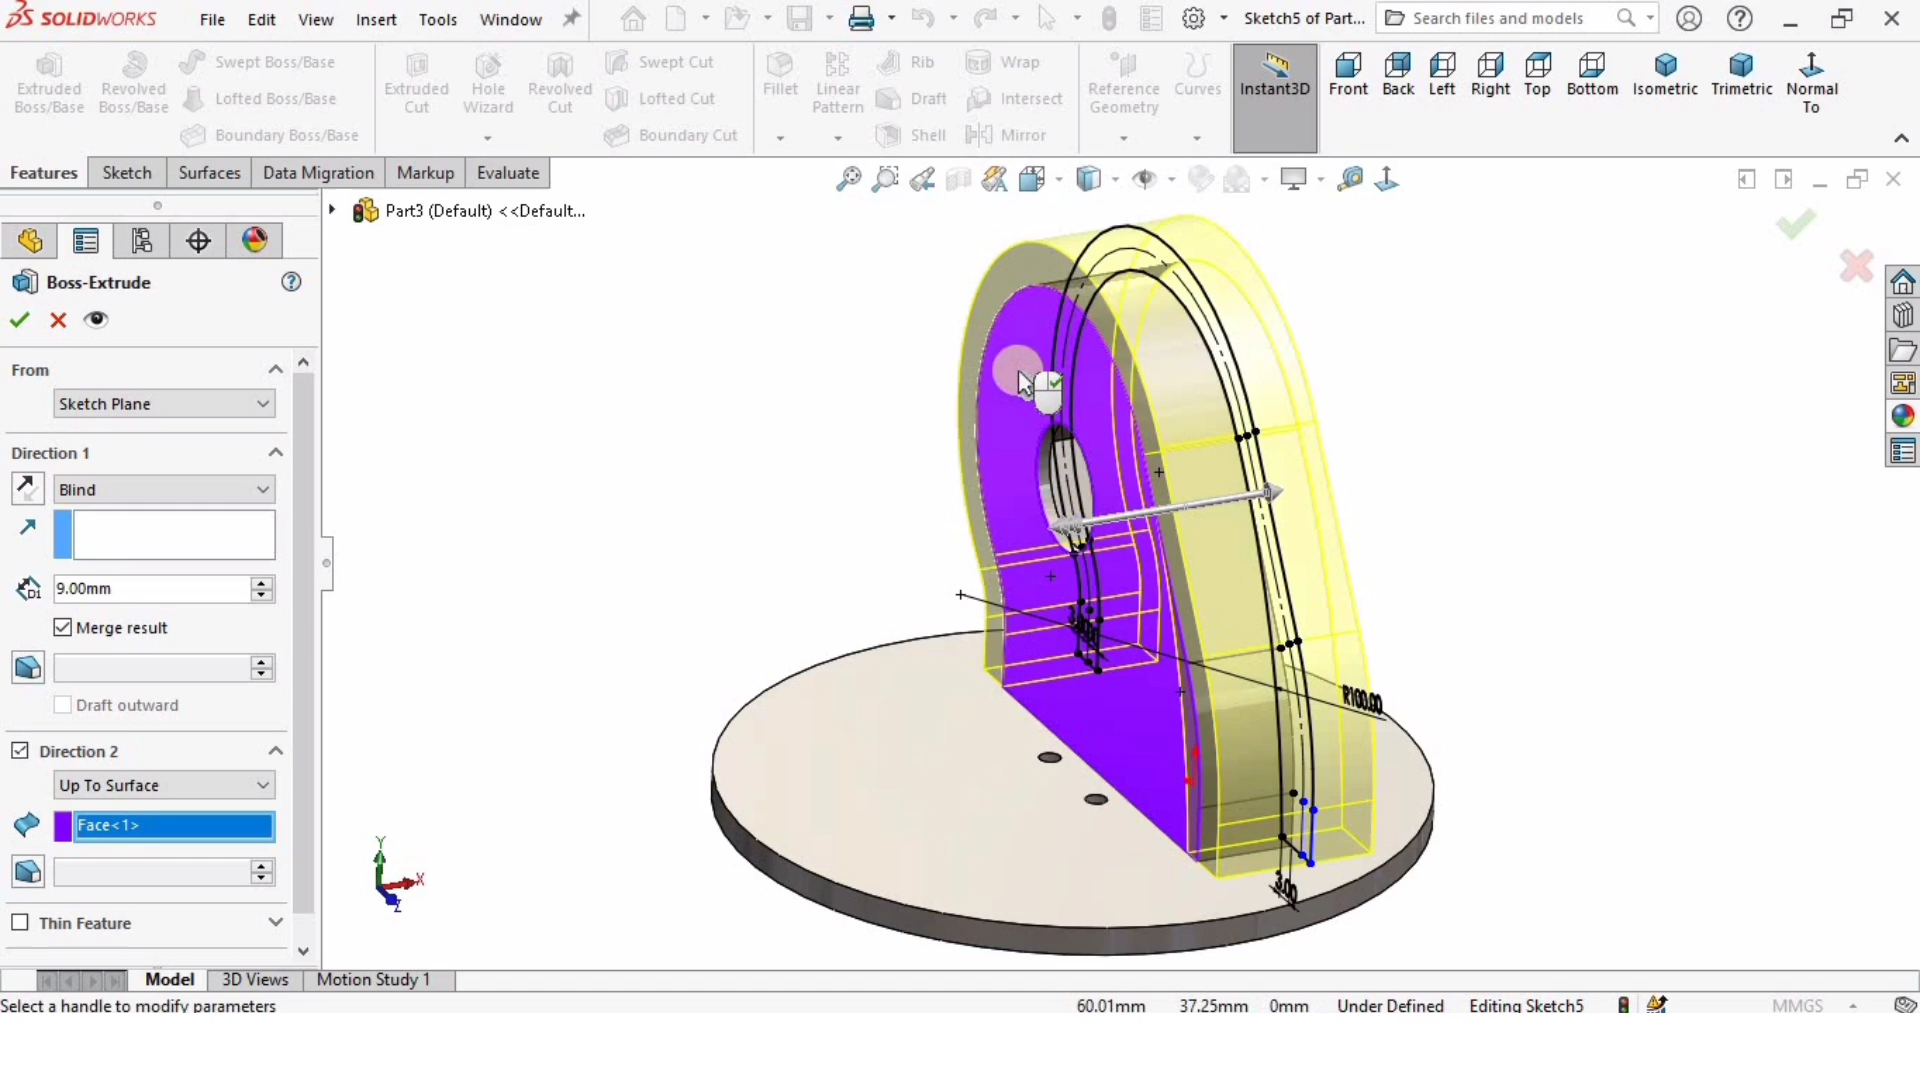 SOLIDWORKS File Edit View Insert Tools Window Sketch5 of Part... Search files and models
Extruded Boss/Base
Revolved Boss/Base
Swept Boss/Base
Lofted Boss/Base
Boundary Boss/Base
Extruded Cut
Hole Wizard
Revolved Cut
Swept Cut
Lofted Cut
Boundary Cut
Fillet
Linear Pattern
Rib
Draft
Shell
Wrap
Intersect
Mirror
Reference Geometry
Curves
Instant3D
Front
Back
Left
Right
Top
Bottom
Isometric
Trimetric
Normal To
Features Sketch Surfaces Data Migration Markup Evaluate
Part3 (Default) <<Default...
Boss-Extrude
From
Sketch Plane
Direction 1
Blind
D1
9.00mm
Merge result
Draft outward
Direction 2
Up To Surface
Face<1>
Thin Feature
R100.00
3.00
Y
X
Z
Model 3D Views Motion Study 1
Select a handle to modify parameters 60.01mm 37.25mm 0mm Under Defined Editing Sketch5 MMGS